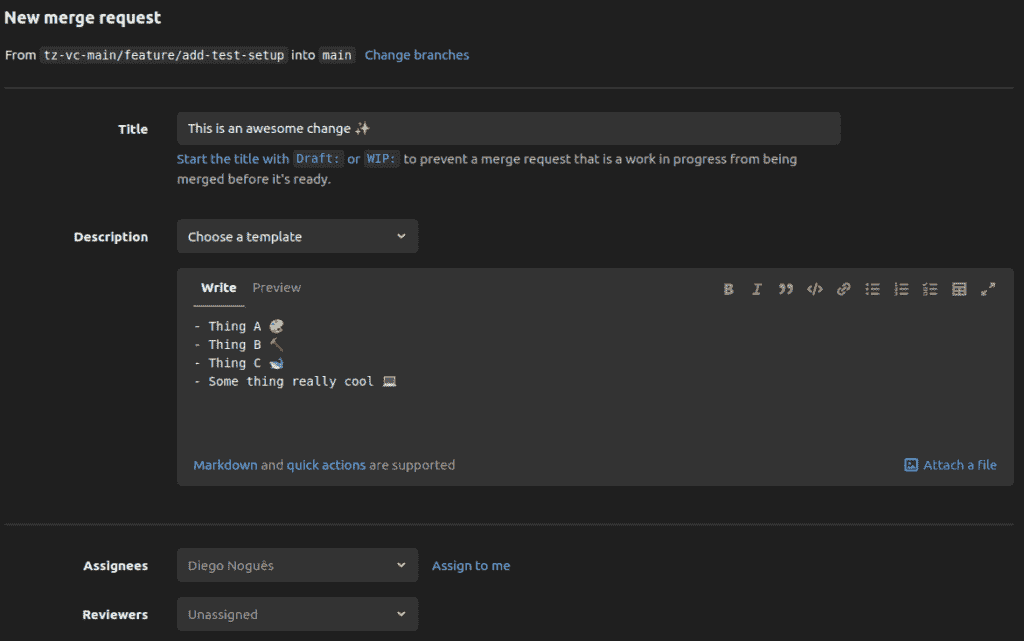 New merge request
From tz-vc-main/feature/add-test-setup into main Change branches
Title This is an awesome change ✨
Start the title with Draft: or WIP: to prevent a merge request that is a work in progress from being
merged before it's ready.
Description Choose a template
Write Preview
- Thing A 🎨
- Thing B 🔨
- Thing C 🐋
- Some thing really cool 💻
Markdown and quick actions are supported Attach a file
Assignees Diego Noguês Assign to me
Reviewers Unassigned